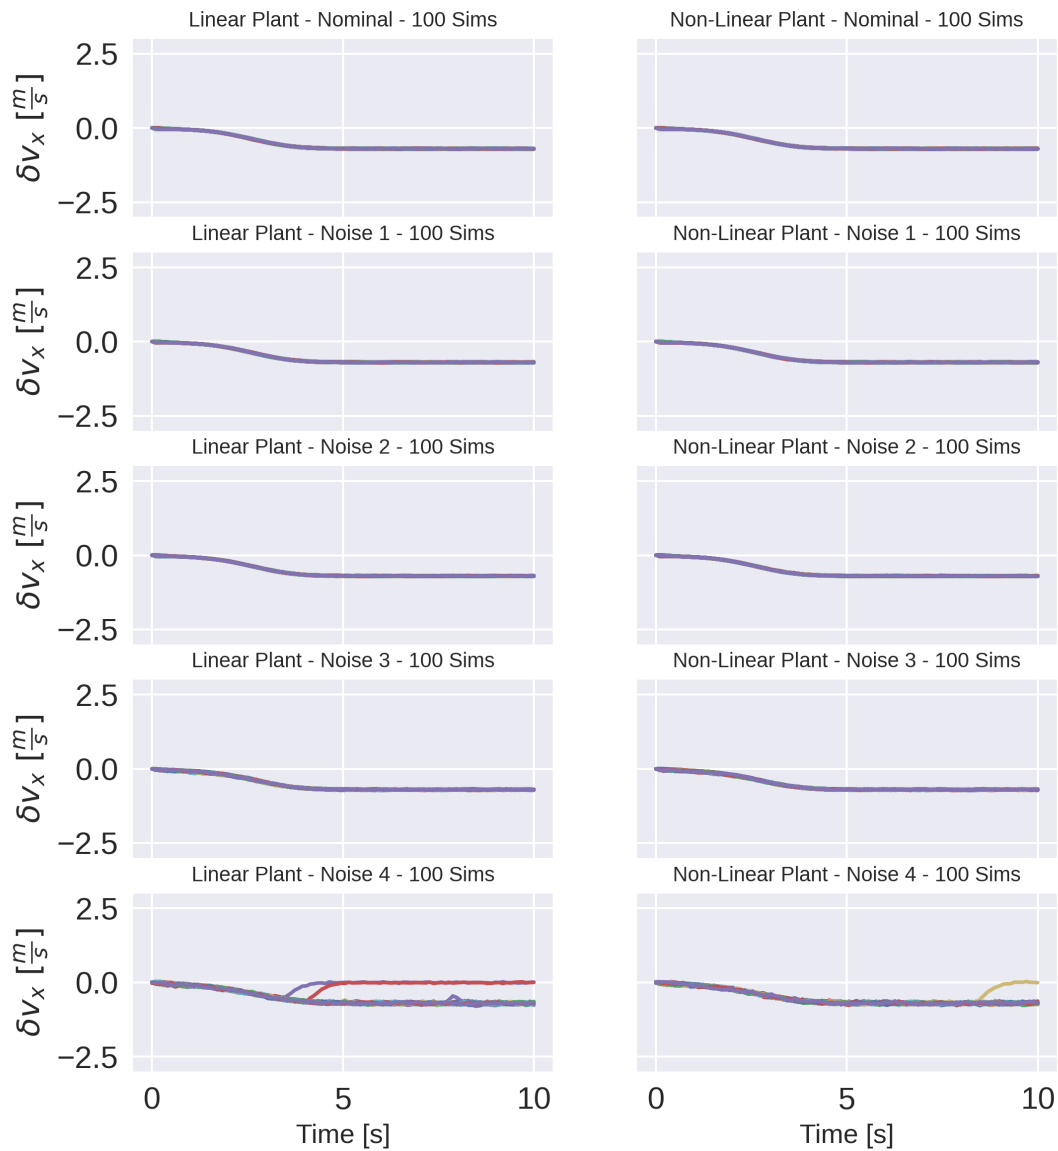 Linear Plant - Nominal - 100 Sims
Non-Linear Plant - Nominal - 100 Sims
2.5
0.0
−2.5
δvₓ [m/s]
Linear Plant - Noise 1 - 100 Sims
Non-Linear Plant - Noise 1 - 100 Sims
2.5
0.0
−2.5
δvₓ [m/s]
Linear Plant - Noise 2 - 100 Sims
Non-Linear Plant - Noise 2 - 100 Sims
2.5
0.0
−2.5
δvₓ [m/s]
Linear Plant - Noise 3 - 100 Sims
Non-Linear Plant - Noise 3 - 100 Sims
2.5
0.0
−2.5
δvₓ [m/s]
Linear Plant - Noise 4 - 100 Sims
Non-Linear Plant - Noise 4 - 100 Sims
2.5
0.0
−2.5
δvₓ [m/s]
0 5 10
0 5 10
Time [s]
Time [s]